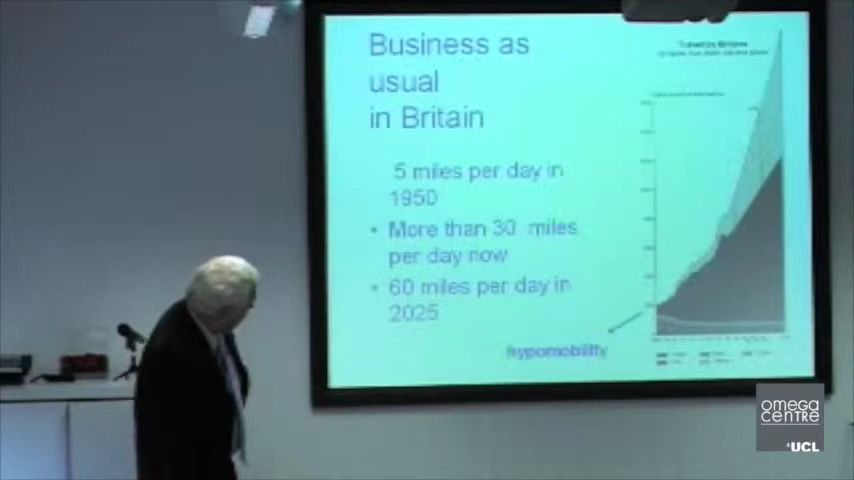 Business as
usual
in Britain
5 miles per day in
1950
• More than 30 miles
per day now
• 60 miles per day in
2025
hypomobility
omega
centre
UCL